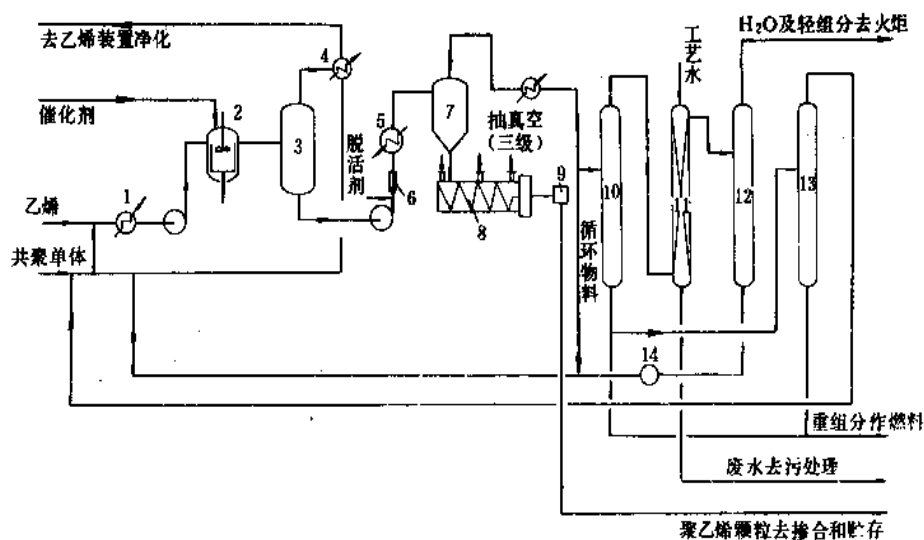 去乙烯装置净化
4
催化剂
2
3
脱活剂
5
6
7
抽真空
(三级)
8
9
循环物料
乙烯
1
共聚单体
H₂O及轻组分去火炬
工艺水
10
11
12
13
14
重组分作燃料
废水去污处理
聚乙烯颗粒去掺合和贮存